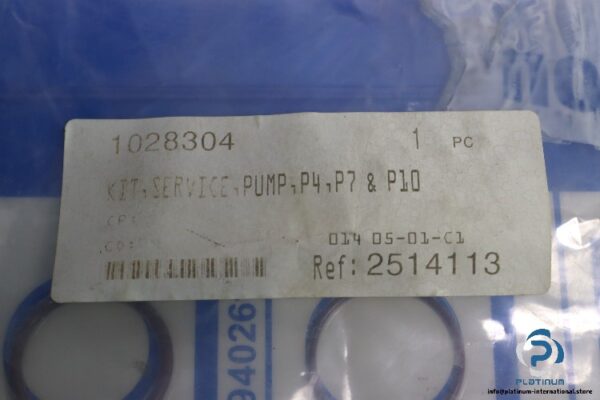 1028304 1 PC
KIT,SERVICE,PUMP,P4,P7 & P10
014 05-01-C1
Ref: 2514113
94026
PLATINUM
info@platinum-international.store